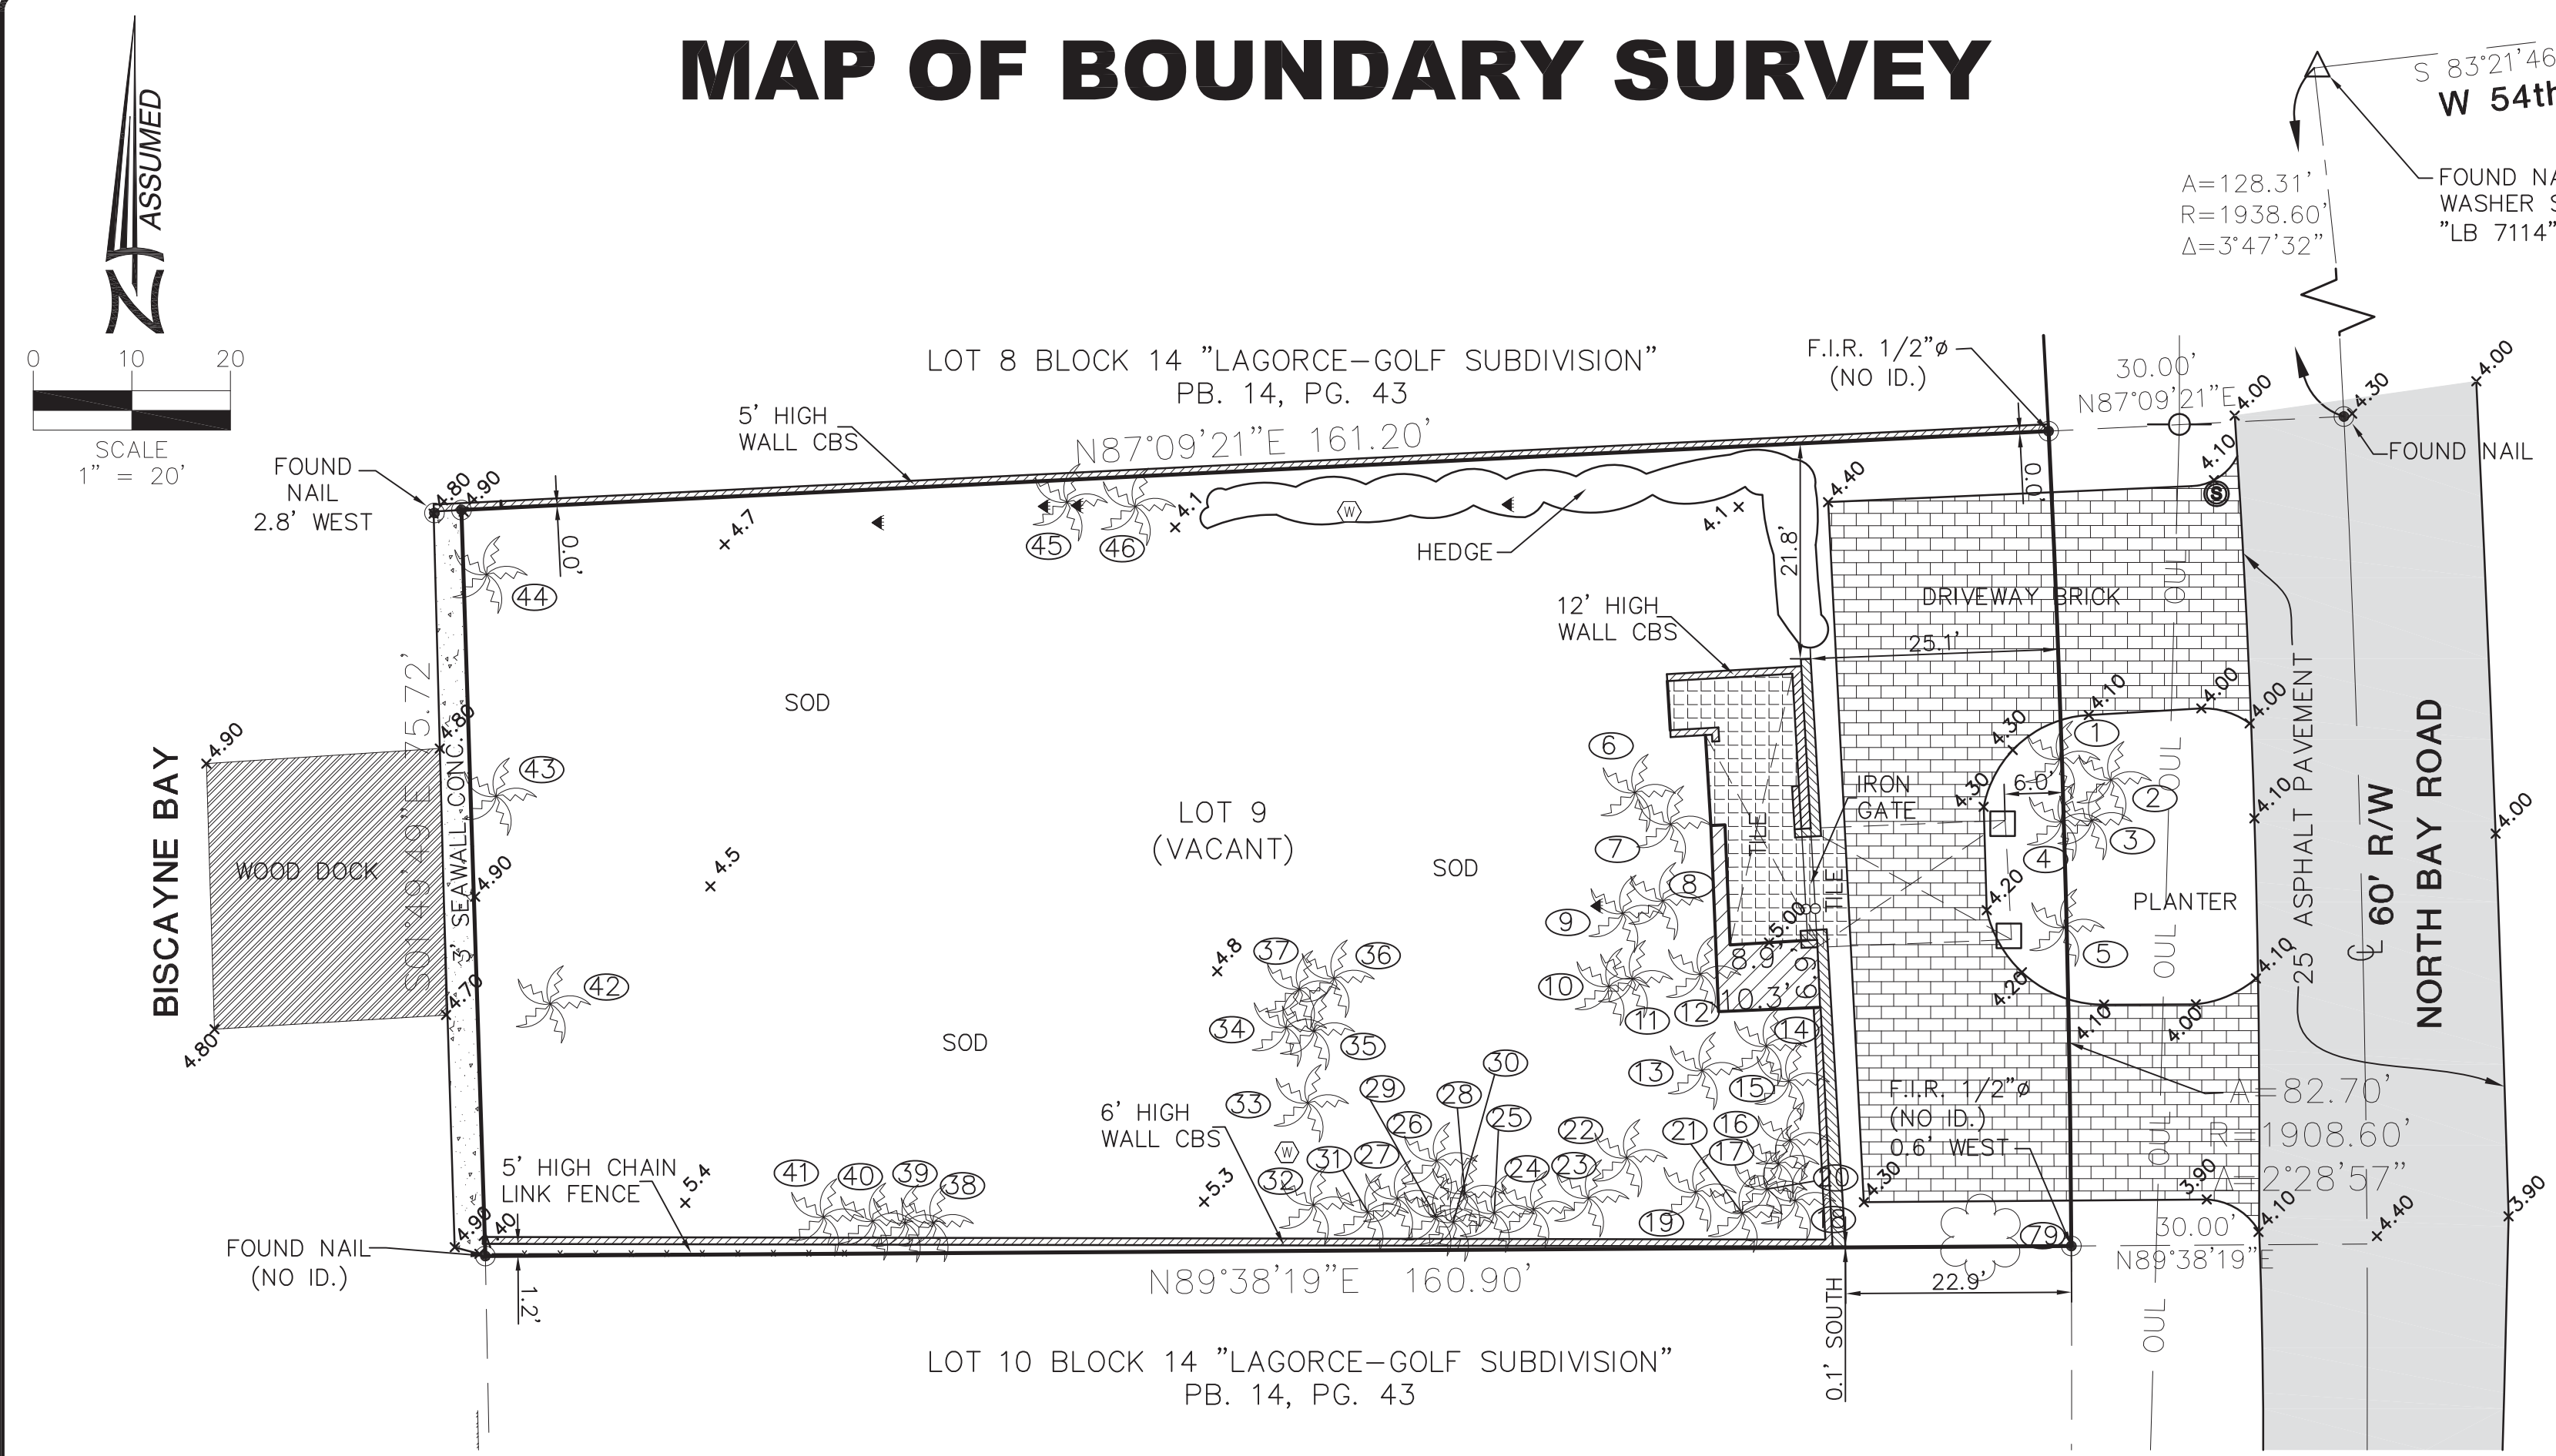 MAP OF BOUNDARY SURVEY
ASSUMED
N
0 10 20
SCALE
1" = 20'
S 83°21'46
W 54th
FOUND NA
WASHER S
"LB 7114"
A=128.31'
R=1938.60'
Δ=3°47'32"
LOT 8 BLOCK 14 "LAGORCE-GOLF SUBDIVISION"
PB. 14, PG. 43
N87°09'21"E 161.20'
5' HIGH
WALL CBS
F.I.R. 1/2"ø
(NO ID.)
30.00'
N87°09'21"E
4.00
4.30
4.00
4.10
FOUND NAIL
FOUND
NAIL
2.8' WEST
4.80
4.90
0.0'
4.7
45
46
4.1
W
HEDGE
4.1
21.8'
4.40
0.0'
S
44
12' HIGH
WALL CBS
DRIVEWAY BRICK
25.1'
OUL
SOD
S01°49'49"E 75.72'
3' SEAWALL CONC.
4.80
4.90
4.70
BISCAYNE BAY
WOOD DOCK
4.90
4.80
43
42
4.5
LOT 9
(VACANT)
SOD
SOD
4.8
6
7
8
9
10
11
12
TILE
TILE
IRON
GATE
5.00
8.9'
10.3'
6.9'
4.30
4.10
4.00
4.00
4.30
6.0'
1
2
3
4
5
4.20
4.20
4.10
4.00
4.10
4.10
PLANTER
OUL
OUL
25' ASPHALT PAVEMENT
℄ 60' R/W
NORTH BAY ROAD
4.00
37
36
34
35
33
13
14
15
29
28
30
26
25
22
21
16
17
31
27
32
24
23
19
20
18
W
6' HIGH
WALL CBS
5.3
5' HIGH CHAIN
LINK FENCE
5.4
41
40
39
38
F.I.R. 1/2"ø
(NO ID.)
0.6' WEST
A=82.70'
R=1908.60'
Δ=2°28'57"
OUL
4.30
3.90
4.10
4.40
3.90
79
30.00'
N89°38'19"E
FOUND NAIL
(NO ID.)
4.90
.40
1.2'
N89°38'19"E 160.90'
0.1' SOUTH
22.9'
OUL
LOT 10 BLOCK 14 "LAGORCE-GOLF SUBDIVISION"
PB. 14, PG. 43